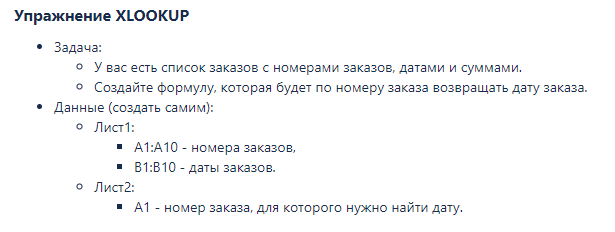 Упражнение XLOOKUP
Задача:
У вас есть список заказов с номерами заказов, датами и суммами.
Создайте формулу, которая будет по номеру заказа возвращать дату заказа.
Данные (создать самим):
Лист1:
A1:A10 - номера заказов,
B1:B10 - даты заказов.
Лист2:
A1 - номер заказа, для которого нужно найти дату.